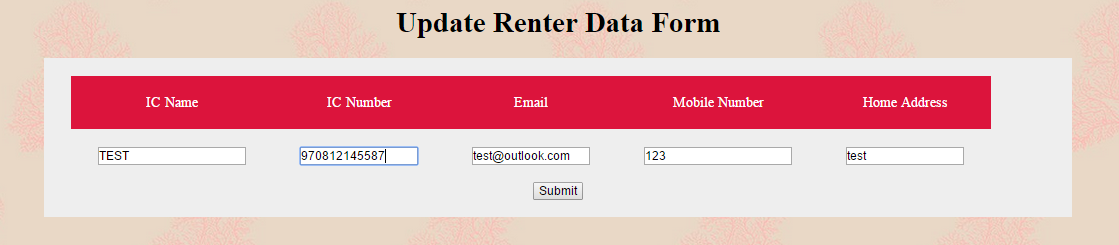 Update Renter Data Form
IC Name IC Number Email Mobile Number Home Address
TEST 970812145587 test@outlook.com 123 test
Submit